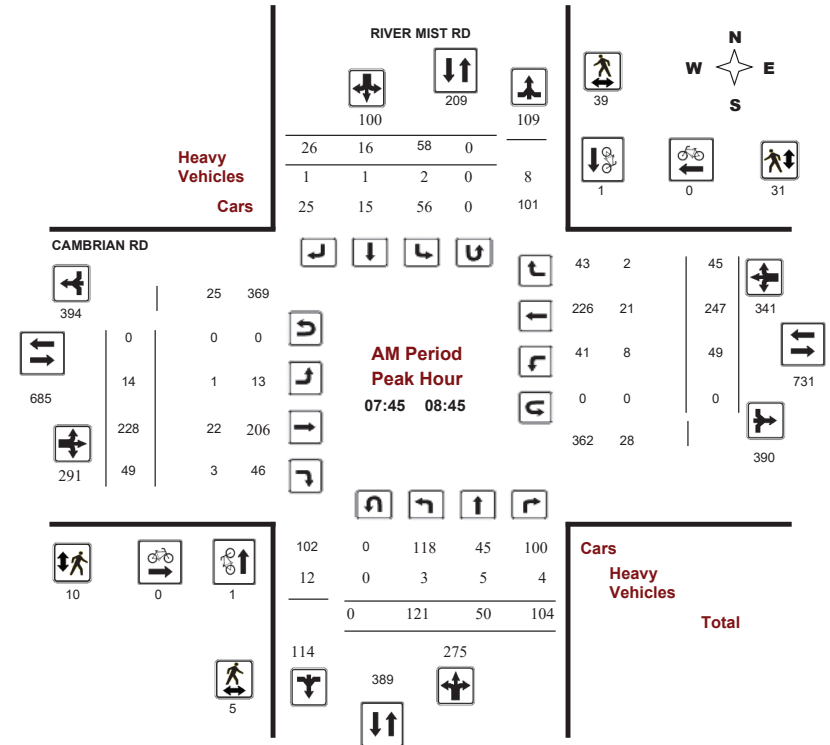 RIVER MIST RD
N
W E
S
209
39
100 109
26 16 58 0
Heavy
Vehicles 1 1 2 0 8
Cars 25 15 56 0 101
1 0 31
CAMBRIAN RD
43 2 45
394 25 369
226 21 247 341
0 0 0
AM Period
41 8 49
685 14 1 13
Peak Hour
731
07:45 08:45
0 0 0
228 22 206
362 28 390
291 49 3 46
102 0 118 45 100 Cars
12 0 3 5 4 Heavy
Vehicles
10 0 1
0 121 50 104 Total
114 275
389
5